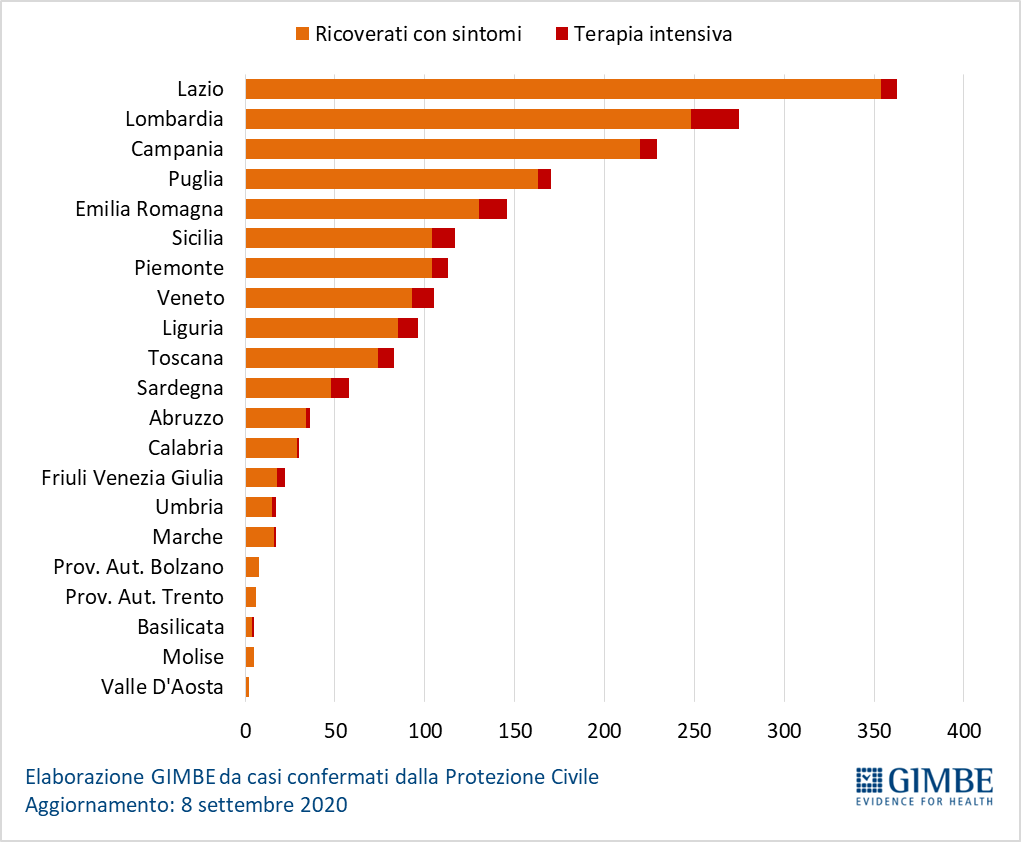 Ricoverati con sintomi Terapia intensiva
Lazio
Lombardia
Campania
Puglia
Emilia Romagna
Sicilia
Piemonte
Veneto
Liguria
Toscana
Sardegna
Abruzzo
Calabria
Friuli Venezia Giulia
Umbria
Marche
Prov. Aut. Bolzano
Prov. Aut. Trento
Basilicata
Molise
Valle D'Aosta
0 50 100 150 200 250 300 350 400
Elaborazione GIMBE da casi confermati dalla Protezione Civile
Aggiornamento: 8 settembre 2020
GIMBE
EVIDENCE FOR HEALTH